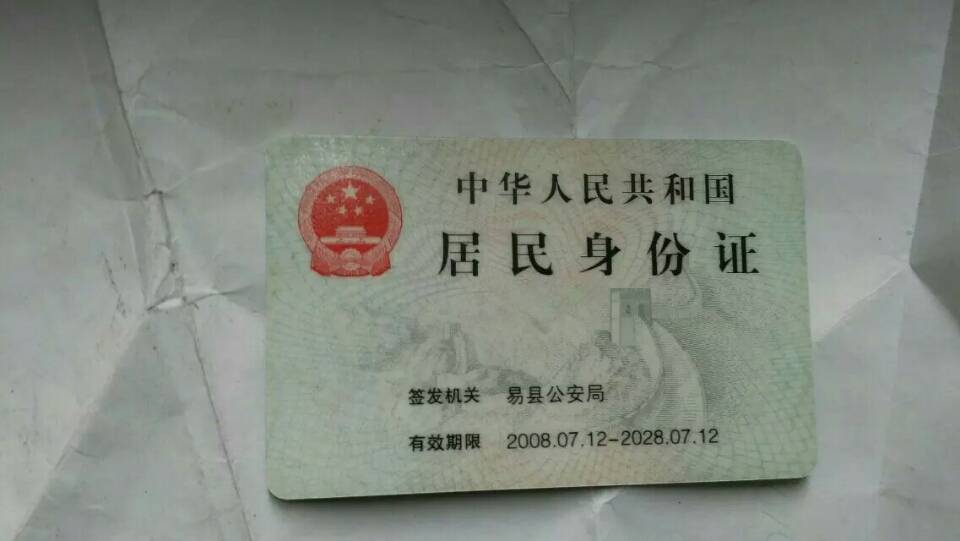 中华人民共和国
居民身份证
签发机关 易县公安局
有效期限 2008.07.12-2028.07.12